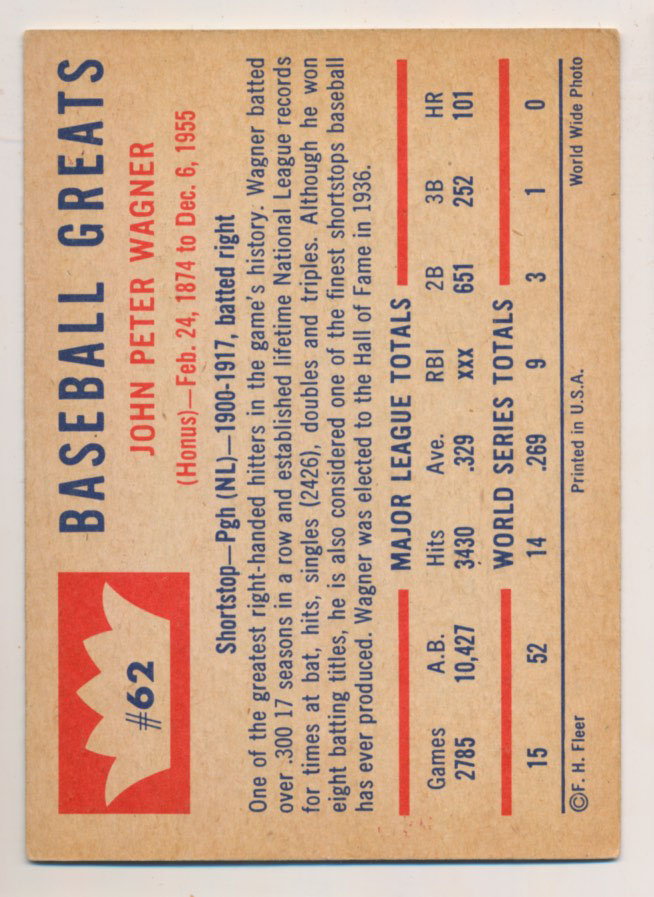 #62
BASEBALL GREATS
JOHN PETER WAGNER
(Honus)—Feb. 24, 1874 to Dec. 6, 1955
Shortstop—Pgh (NL)—1900-1917, batted right
One of the greatest right-handed hitters in the game's history. Wagner batted
over .300 17 seasons in a row and established lifetime National League records
for times at bat, hits, singles (2426), doubles and triples. Although he won
eight batting titles, he is also considered one of the finest shortstops baseball
has ever produced. Wagner was elected to the Hall of Fame in 1936.
MAJOR LEAGUE TOTALS
Games A.B. Hits Ave. RBI 2B 3B HR
2785 10,427 3430 .329 xxx 651 252 101
WORLD SERIES TOTALS
15 52 14 .269 9 3 1 0
©F. H. Fleer Printed in U.S.A. World Wide Photo